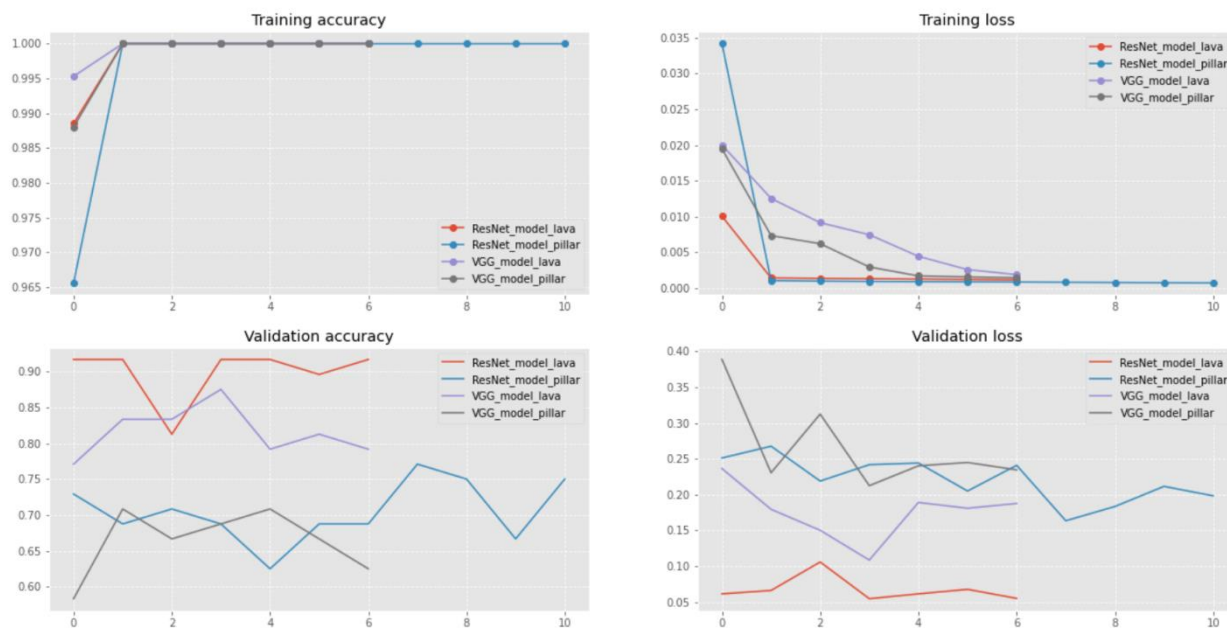 Training accuracy
1.000
0.995
0.990
0.985
0.980
0.975
0.970
0.965
0
2
4
6
8
10
ResNet_model_lava
ResNet_model_pillar
VGG_model_lava
VGG_model_pillar
Training loss
0.035
0.030
0.025
0.020
0.015
0.010
0.005
0.000
0
2
4
6
8
10
ResNet_model_lava
ResNet_model_pillar
VGG_model_lava
VGG_model_pillar
Validation accuracy
0.90
0.85
0.80
0.75
0.70
0.65
0.60
0
2
4
6
8
10
ResNet_model_lava
ResNet_model_pillar
VGG_model_lava
VGG_model_pillar
Validation loss
0.40
0.35
0.30
0.25
0.20
0.15
0.10
0.05
0
2
4
6
8
10
ResNet_model_lava
ResNet_model_pillar
VGG_model_lava
VGG_model_pillar